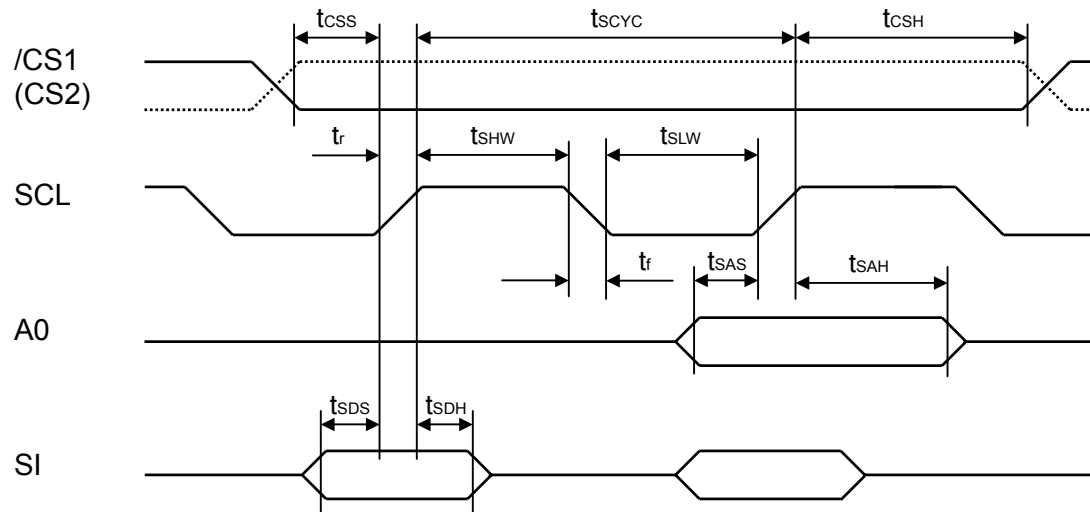 tCSS tSCYC tCSH
/CS1
(CS2)
tr tSHW tSLW
SCL
tf tSAS tSAH
A0
tSDS tSDH
SI